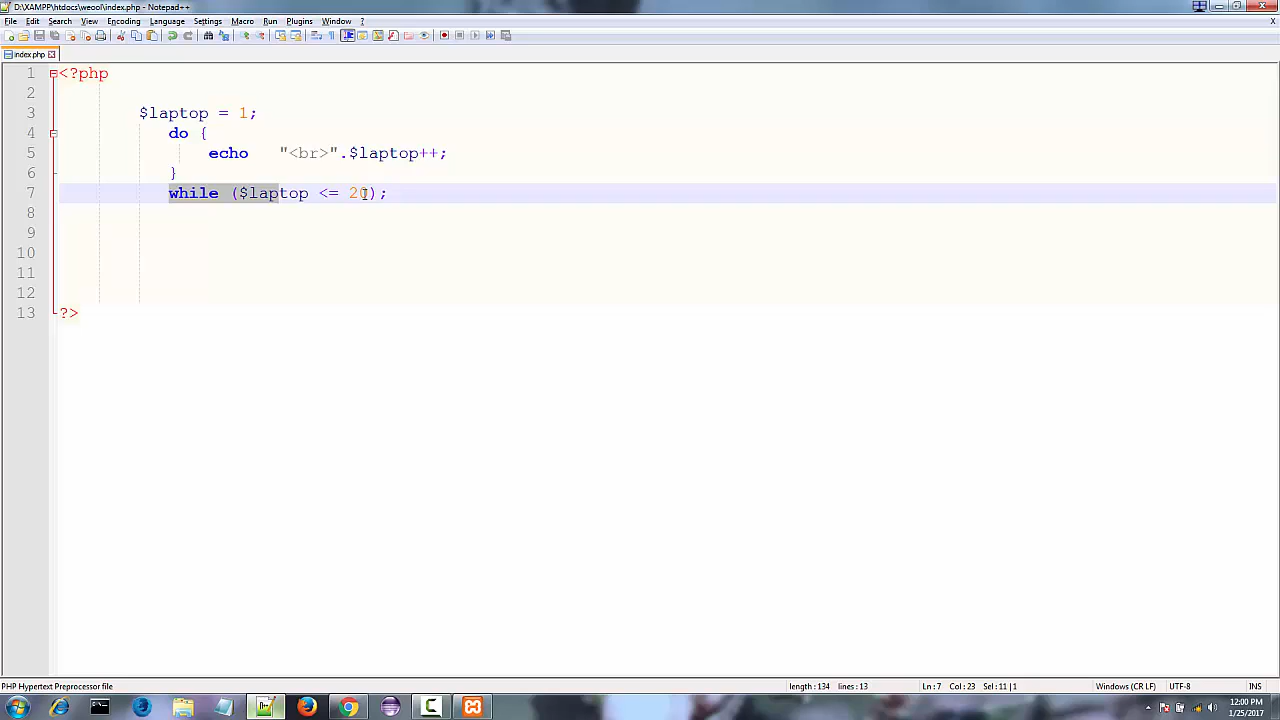 D:\XAMPP\htdocs\weool\index.php - Notepad++
File Edit Search View Encoding Language Settings Macro Run Plugins Window ?
X
index.php
1 <?php
2
3 $laptop = 1;
4 do {
5 echo "<br>".$laptop++;
6 }
7 while ($laptop <= 20);
8
9
10
11
12
13 ?>
PHP Hypertext Preprocessor file length : 134 lines : 13 Ln : 7 Col : 23 Sel : 11 | 1 Windows (CR LF) UTF-8 INS
12:00 PM
1/25/2017